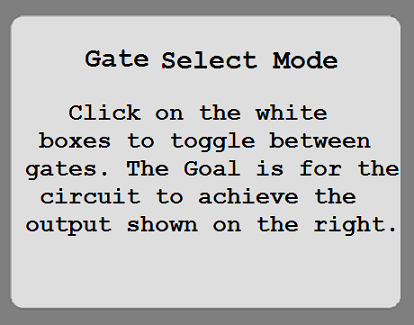 Gate Select Mode
Click on the white
boxes to toggle between
gates. The Goal is for the
circuit to achieve the
output shown on the right.